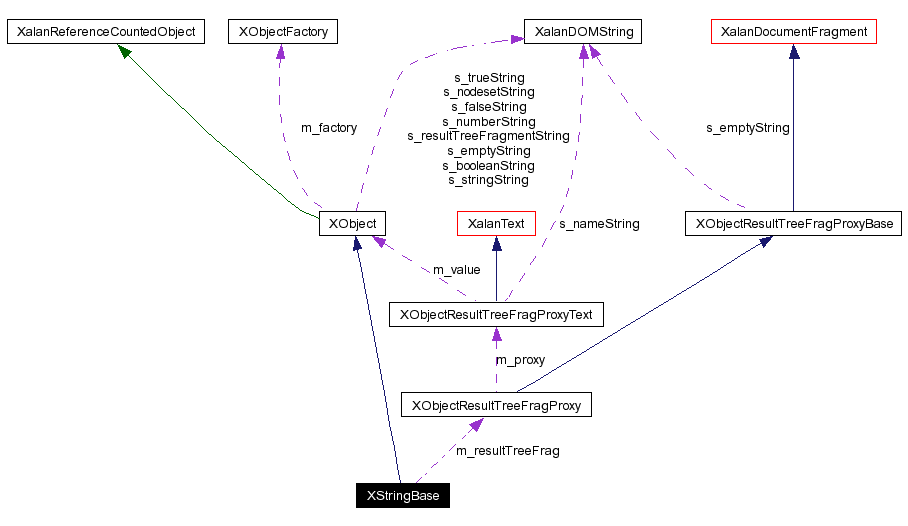 XalanReferenceCountedObject
XObjectFactory
XalanDOMString
XalanDocumentFragment
s_trueString
s_nodesetString
s_falseString
s_numberString
s_resultTreeFragmentString
s_emptyString
s_booleanString
s_stringString
m_factory
s_emptyString
XObject
XalanText
s_nameString
XObjectResultTreeFragProxyBase
m_value
XObjectResultTreeFragProxyText
m_proxy
XObjectResultTreeFragProxy
m_resultTreeFrag
XStringBase